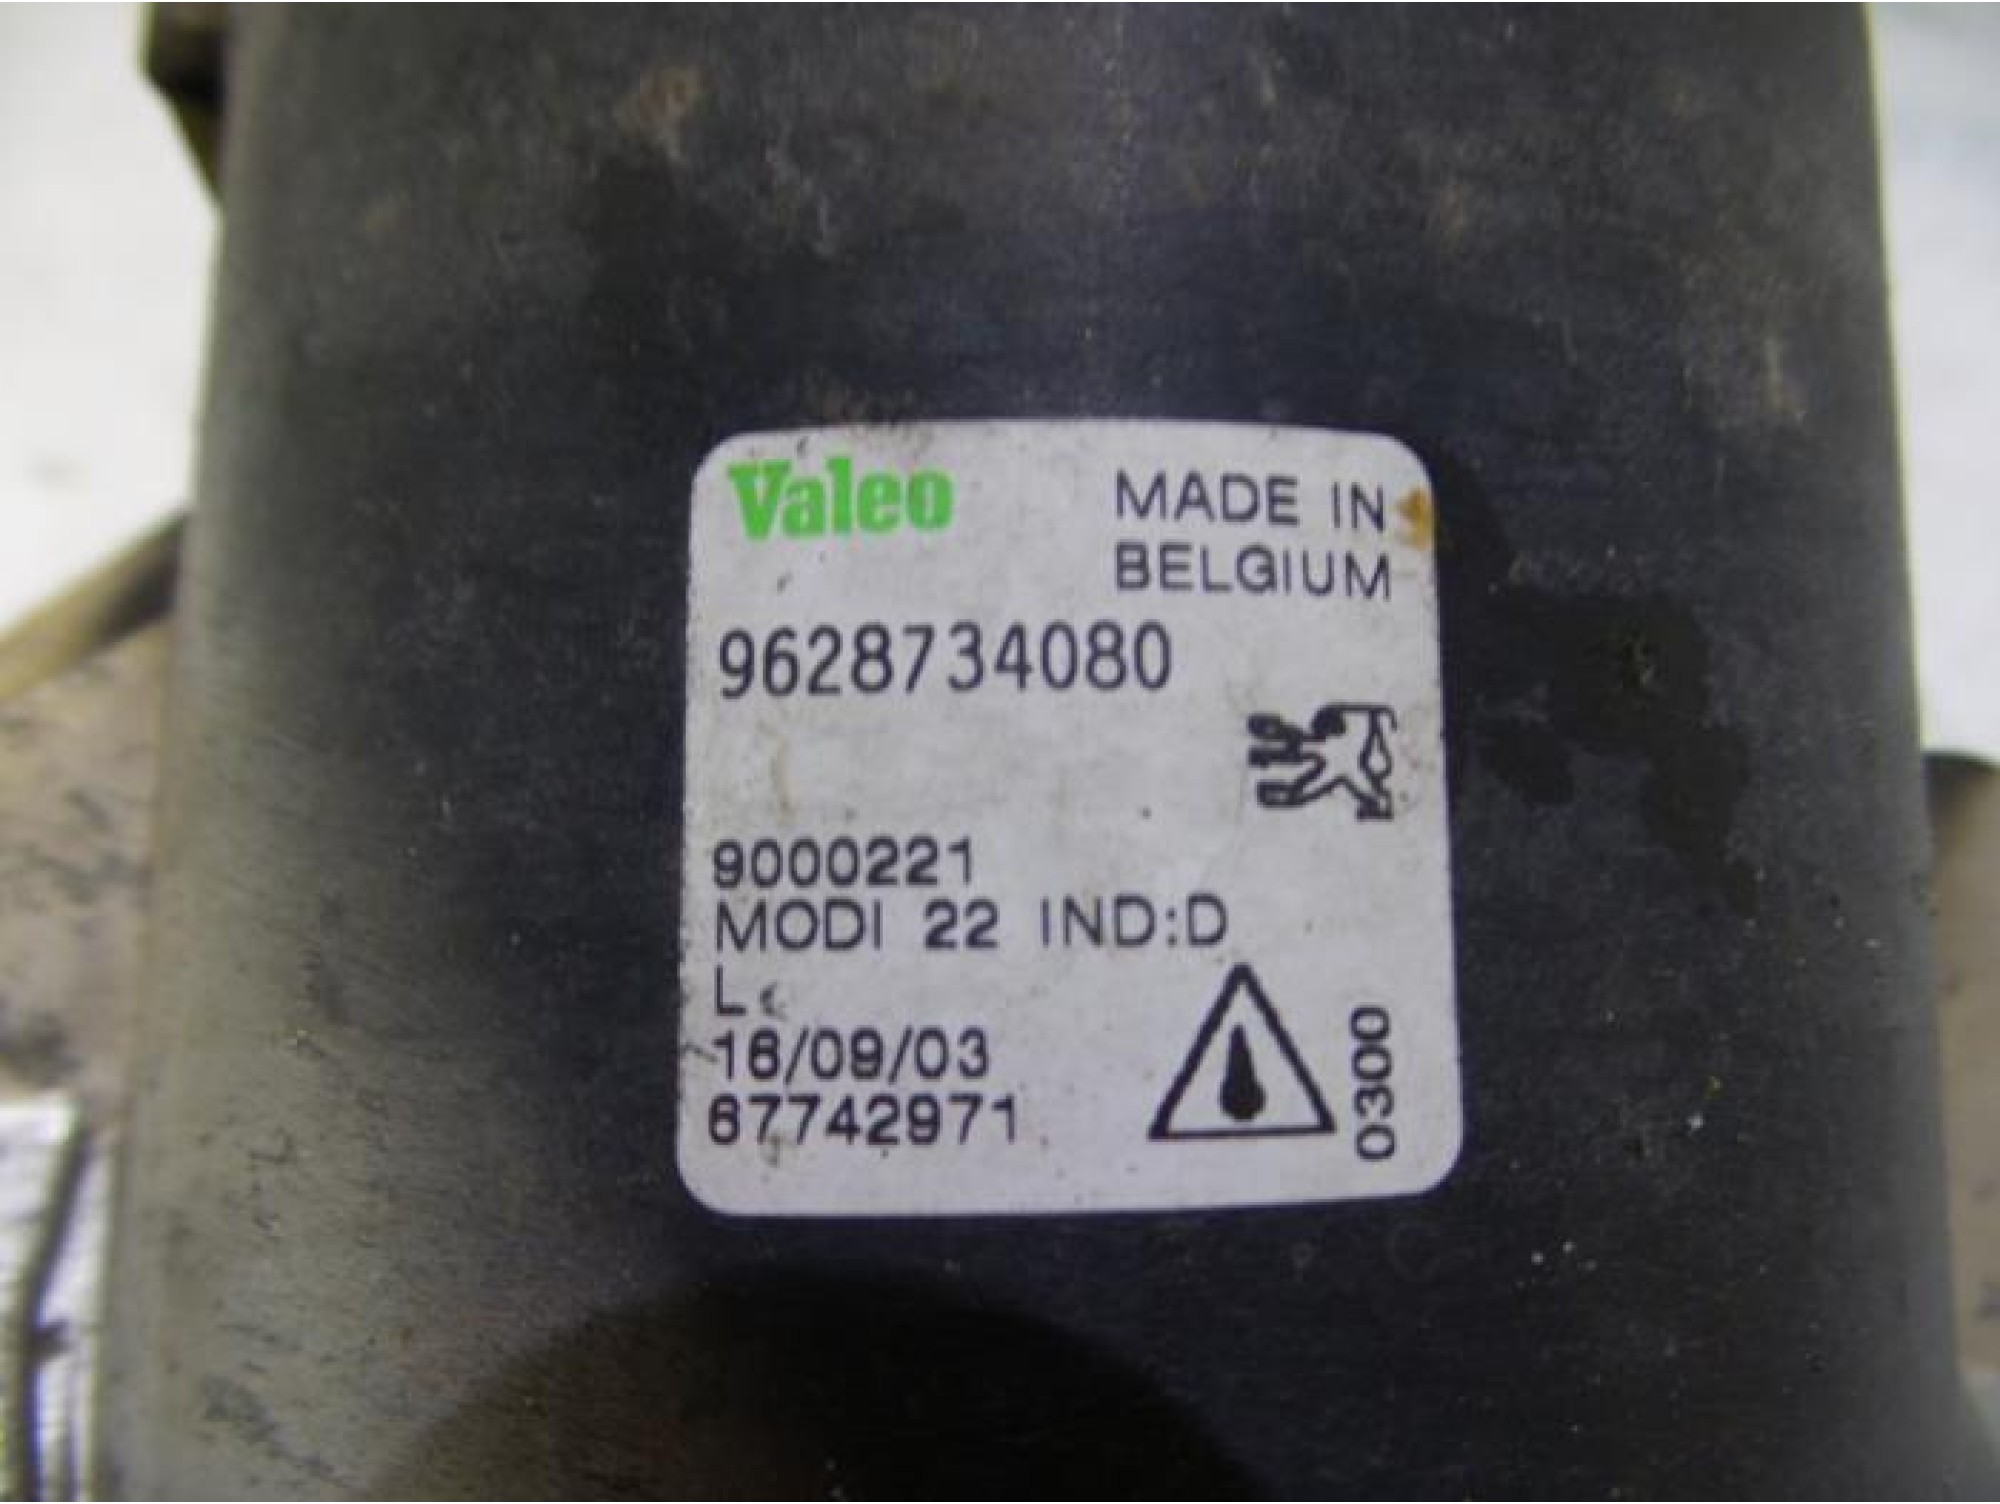 Valeo
MADE IN
BELGIUM
9628734080
9000221
MODI 22 IND:D
L
16/09/03
67742971
0300